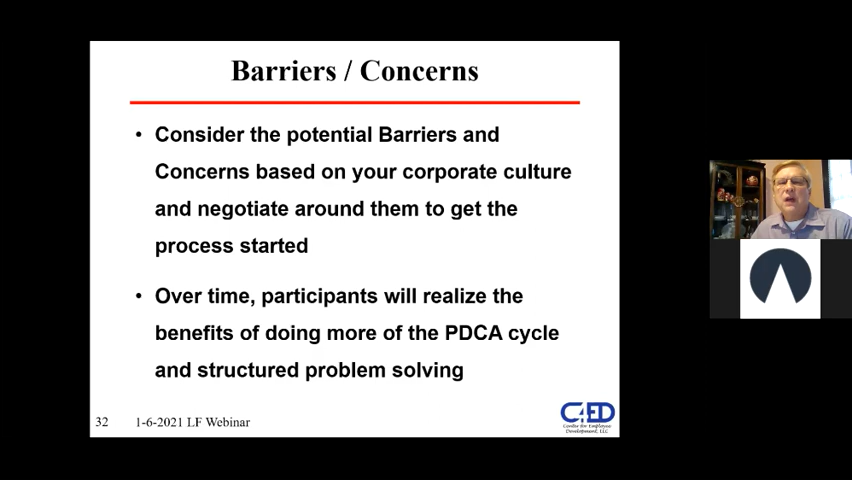 Barriers / Concerns
• Consider the potential Barriers and
Concerns based on your corporate culture
and negotiate around them to get the
process started
• Over time, participants will realize the
benefits of doing more of the PDCA cycle
and structured problem solving
32 1-6-2021 LF Webinar
C4ED
Center for Employee
Development, LLC